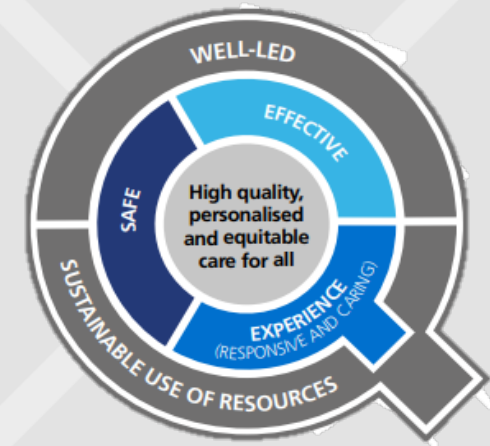 WELL-LED
EFFECTIVE
SAFE
High quality,
personalised
and equitable
care for all
EXPERIENCE
(RESPONSIVE AND CARING)
SUSTAINABLE USE OF RESOURCES